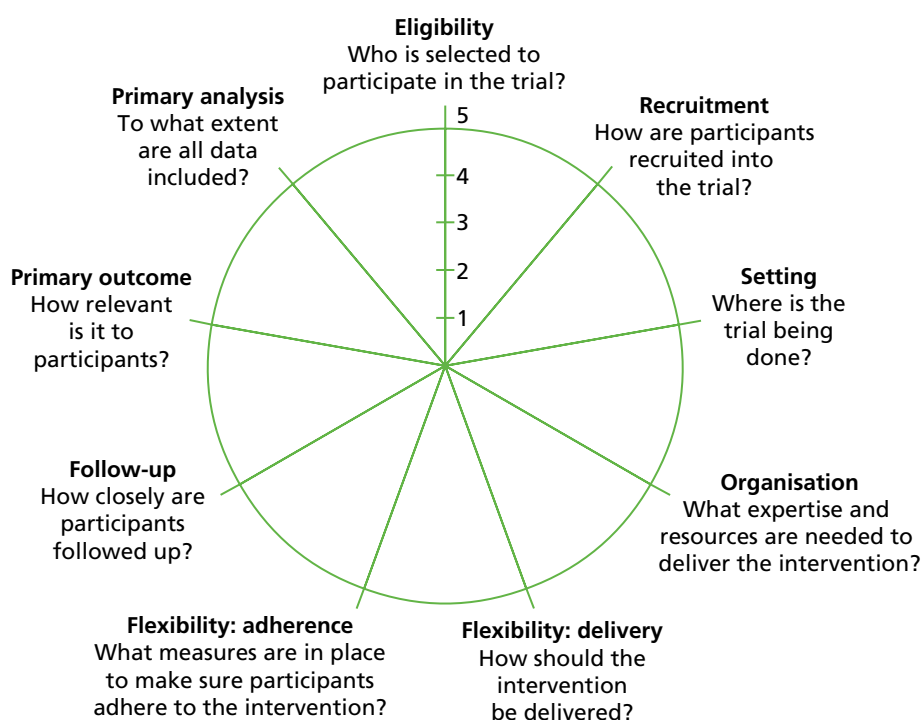 Eligibility
Who is selected to
participate in the trial?
Recruitment
How are participants
recruited into
the trial?
Setting
Where is the
trial being
done?
Organisation
What expertise and
resources are needed to
deliver the intervention?
Flexibility: delivery
How should the
intervention
be delivered?
Flexibility: adherence
What measures are in place
to make sure participants
adhere to the intervention?
Follow-up
How closely are
participants
followed up?
Primary outcome
How relevant
is it to
participants?
Primary analysis
To what extent
are all data
included?
5
4
3
2
1